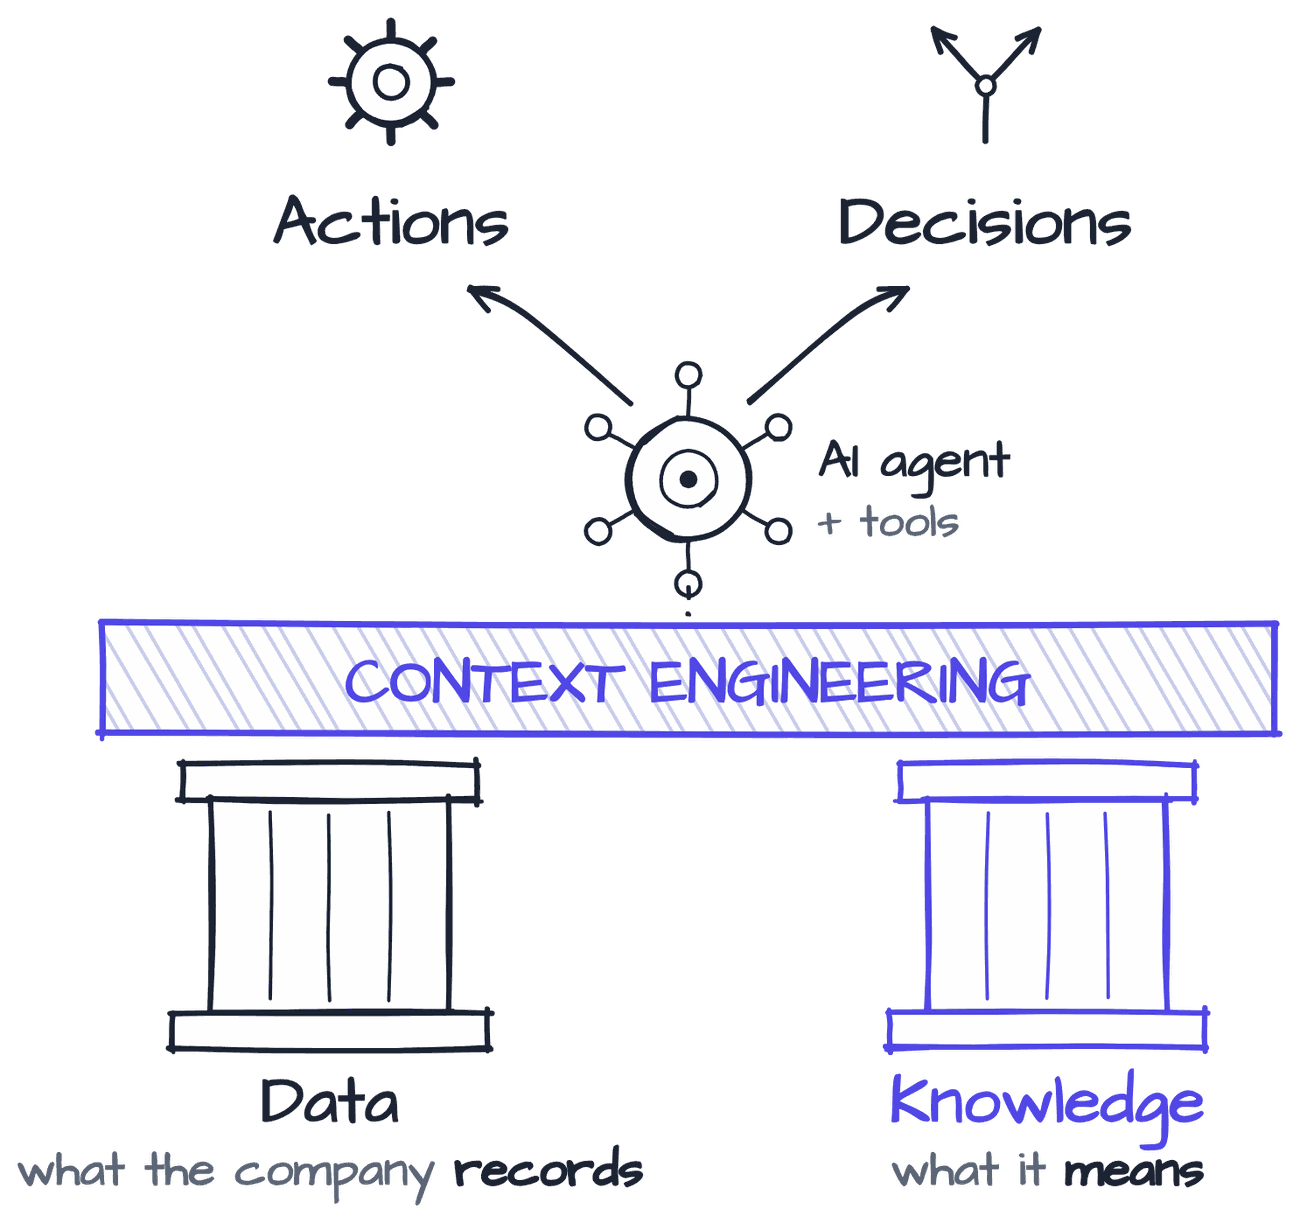 Actions
Decisions
AI agent
+ tools
CONTEXT ENGINEERING
Data
what the company records
Knowledge
what it means